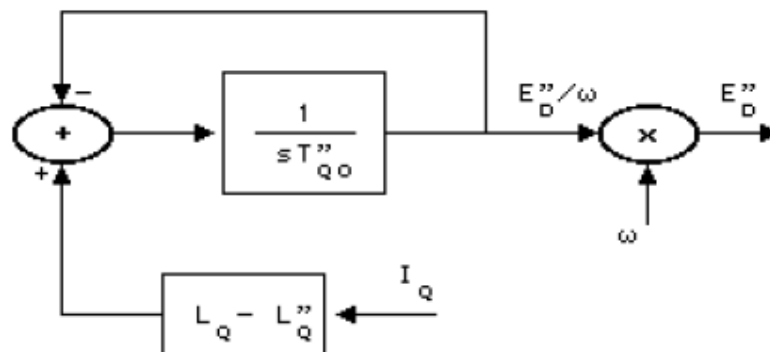 −
+
+
1
sT"QO
E"D/ω
×
E"D
ω
LQ − L"Q
IQ